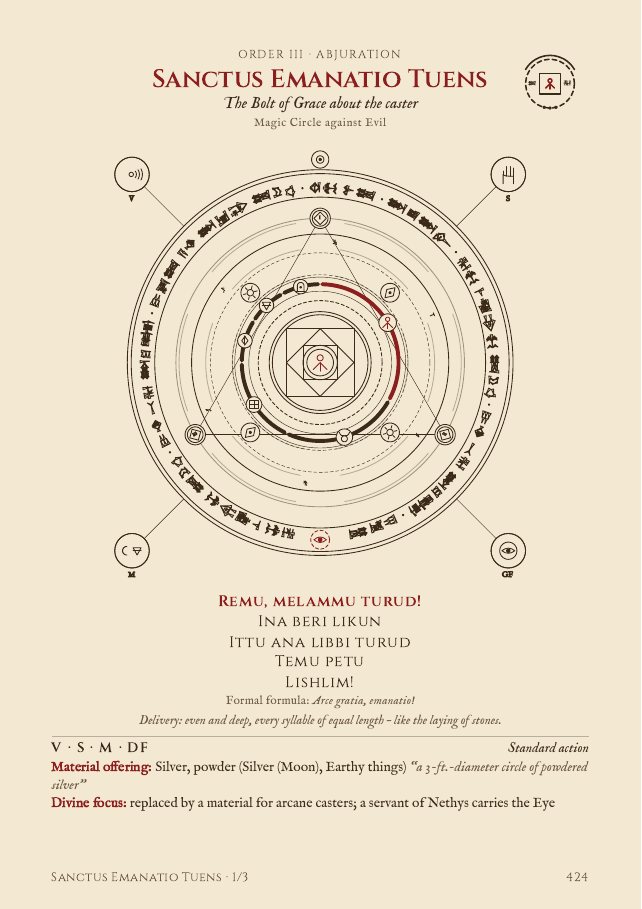 ORDER III · ABJURATION
SANCTUS EMANATIO TUENS
The Bolt of Grace about the caster
Magic Circle against Evil
V
S
M
GF
REMU, MELAMMU TURUD!
INA BERI LIKUN
ITTU ANA LIBBI TURUD
TEMU PETU
LISHLIM!
Formal formula: Arce gratia, emanatio!
Delivery: even and deep, every syllable of equal length – like the laying of stones.
V · S · M · DF
Standard action
Material offering: Silver, powder (Silver (Moon), Earthy things) “a 3-ft.-diameter circle of powdered
silver”
Divine focus: replaced by a material for arcane casters; a servant of Nethys carries the Eye
SANCTUS EMANATIO TUENS · 1/3
424